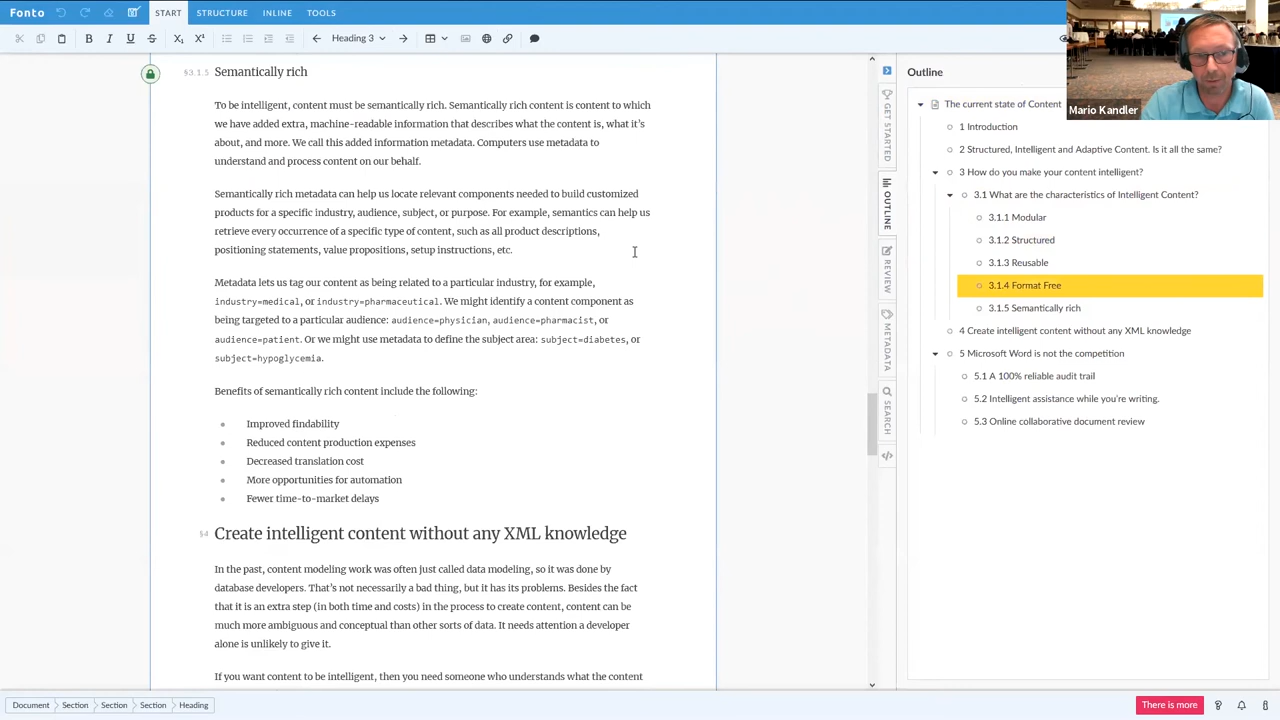 Fonto
START STRUCTURE INLINE TOOLS
Heading 3
§3.1.5 Semantically rich
To be intelligent, content must be semantically rich. Semantically rich content is content to which
we have added extra, machine-readable information that describes what the content is, what it's
about, and more. We call this added information metadata. Computers use metadata to
understand and process content on our behalf.
Semantically rich metadata can help us locate relevant components needed to build customized
products for a specific industry, audience, subject, or purpose. For example, semantics can help us
retrieve every occurrence of a specific type of content, such as all product descriptions,
positioning statements, value propositions, setup instructions, etc.
Metadata lets us tag our content as being related to a particular industry, for example,
industry=medical, or industry=pharmaceutical. We might identify a content component as
being targeted to a particular audience: audience=physician, audience=pharmacist, or
audience=patient. Or we might use metadata to define the subject area: subject=diabetes, or
subject=hypoglycemia.
Benefits of semantically rich content include the following:
Improved findability
Reduced content production expenses
Decreased translation cost
More opportunities for automation
Fewer time-to-market delays
§4 Create intelligent content without any XML knowledge
In the past, content modeling work was often just called data modeling, so it was done by
database developers. That's not necessarily a bad thing, but it has its problems. Besides the fact
that it is an extra step (in both time and costs) in the process to create content, content can be
much more ambiguous and conceptual than other sorts of data. It needs attention a developer
alone is unlikely to give it.
If you want content to be intelligent, then you need someone who understands what the content
GET STARTED
OUTLINE
REVIEW
METADATA
SEARCH
Outline
The current state of Content
1 Introduction
2 Structured, Intelligent and Adaptive Content. Is it all the same?
3 How do you make your content intelligent?
3.1 What are the characteristics of Intelligent Content?
3.1.1 Modular
3.1.2 Structured
3.1.3 Reusable
3.1.4 Format Free
3.1.5 Semantically rich
4 Create intelligent content without any XML knowledge
5 Microsoft Word is not the competition
5.1 A 100% reliable audit trail
5.2 Intelligent assistance while you're writing.
5.3 Online collaborative document review
Mario Kandler
Document Section Section Section Heading
There is more